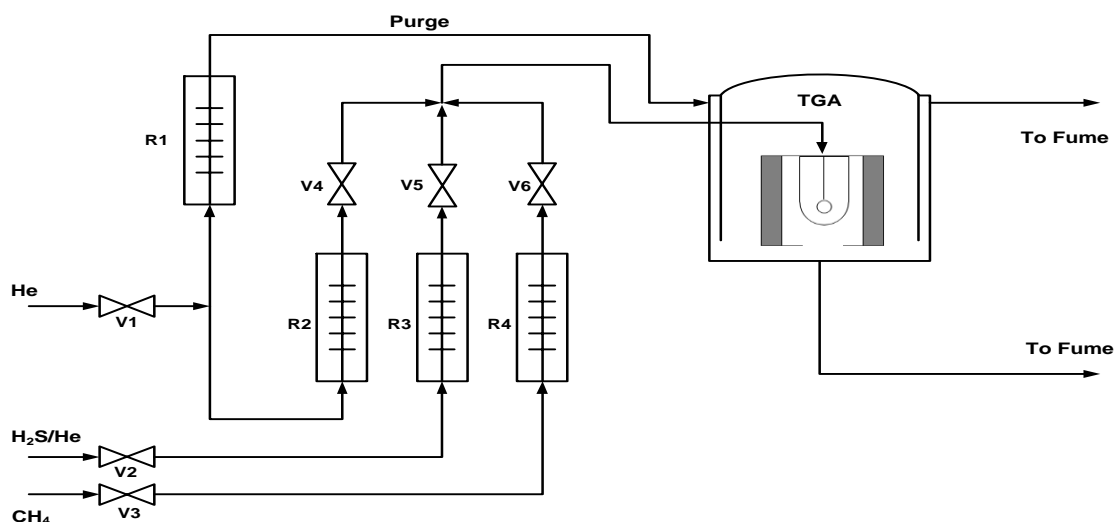 Purge
TGA
R1
To Fume
V4
V5
V6
He
V1
R2
R3
R4
To Fume
H₂S/He
V2
V3
CH₄